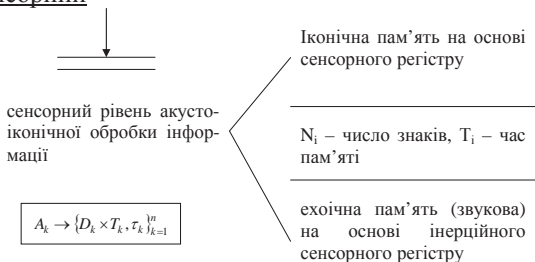 сенсорний рівень акусто-
іконічної обробки інфор-
мації
A_k → {D_k × T_k, τ_k}_{k=1}^n
Іконічна пам’ять на основі
сенсорного регістру
N_i – число знаків, T_i – час
пам’яті
ехоїчна пам’ять (звукова)
на основі інерційного
сенсорного регістру